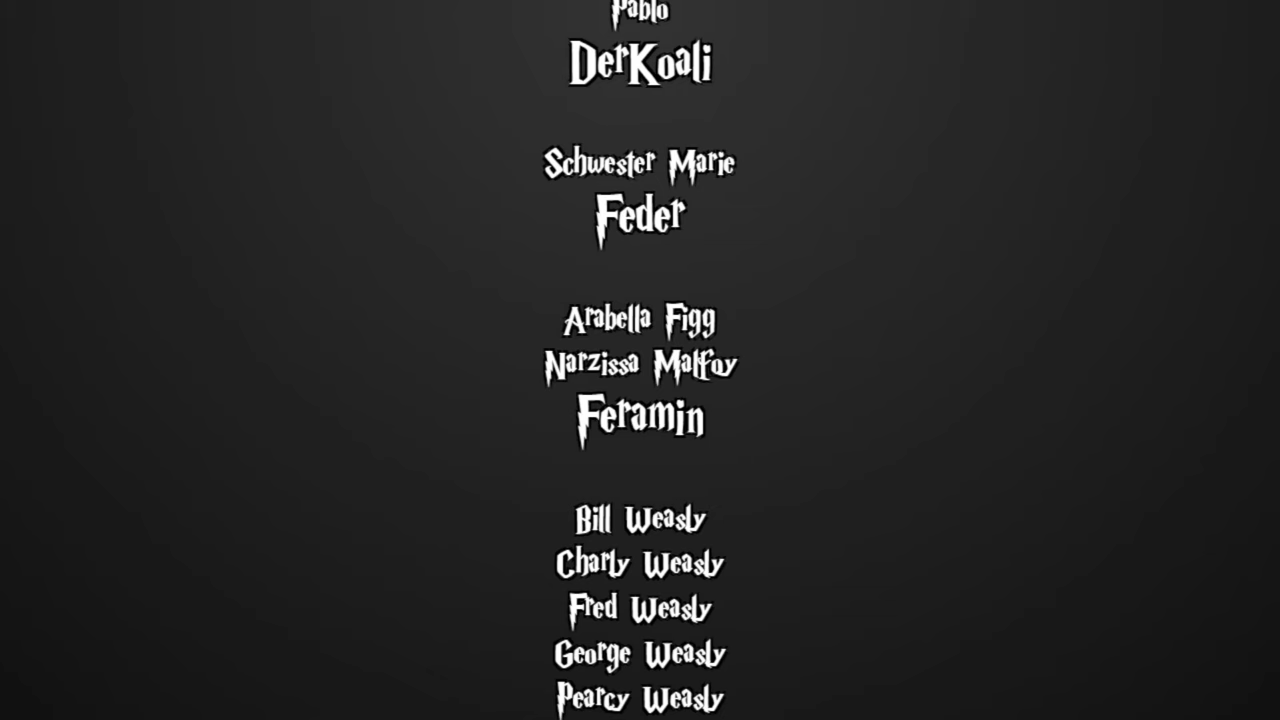 Pablo
DerKoali
Schwester Marie
Feder
Arabella Figg
Narzissa Malfoy
Feramin
Bill Weasly
Charly Weasly
Fred Weasly
George Weasly
Pearcy Weasly